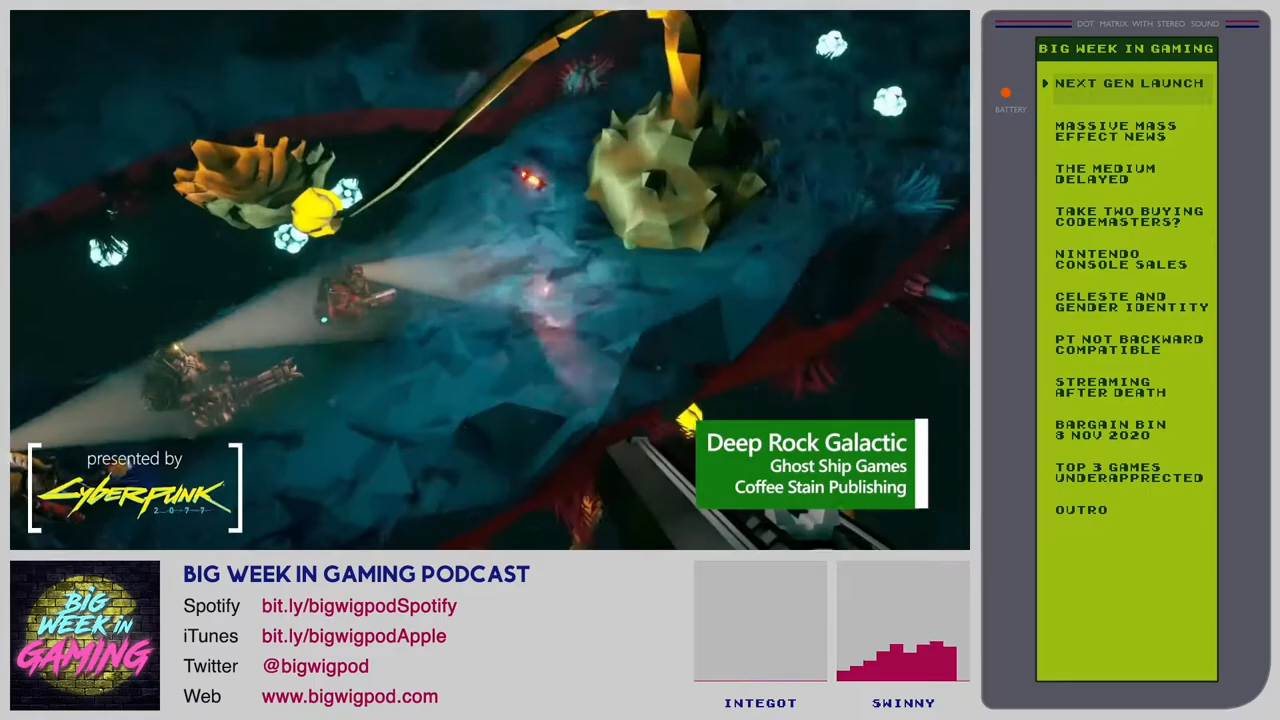 presented by
Cyberpunk
2077
Deep Rock Galactic
Ghost Ship Games
Coffee Stain Publishing
BIG WEEK IN GAMING
BIG WEEK IN GAMING PODCAST
Spotify bit.ly/bigwigpodSpotify
iTunes bit.ly/bigwigpodApple
Twitter @bigwigpod
Web www.bigwigpod.com
INTEGOT SWINNY
DOT MATRIX WITH STEREO SOUND
BATTERY
BIG WEEK IN GAMING
NEXT GEN LAUNCH
MASSIVE MASS
EFFECT NEWS
THE MEDIUM
DELAYED
TAKE TWO BUYING
CODEMASTERS?
NINTENDO
CONSOLE SALES
CELESTE AND
GENDER IDENTITY
PT NOT BACKWARD
COMPATIBLE
STREAMING
AFTER DEATH
BARGAIN BIN
8 NOV 2020
TOP 3 GAMES
UNDERAPPRECTED
OUTRO